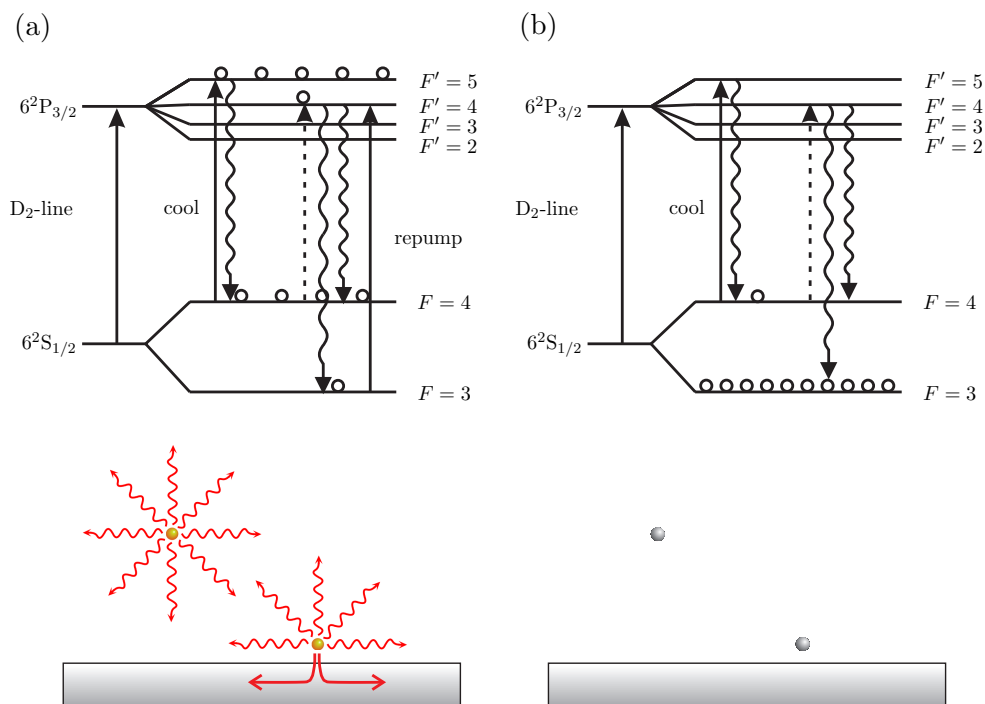 (a)
F′ = 5
6²P₃/₂
F′ = 4
F′ = 3
F′ = 2
D₂-line
cool
repump
F = 4
6²S₁/₂
F = 3
(b)
F′ = 5
6²P₃/₂
F′ = 4
F′ = 3
F′ = 2
D₂-line
cool
F = 4
6²S₁/₂
F = 3